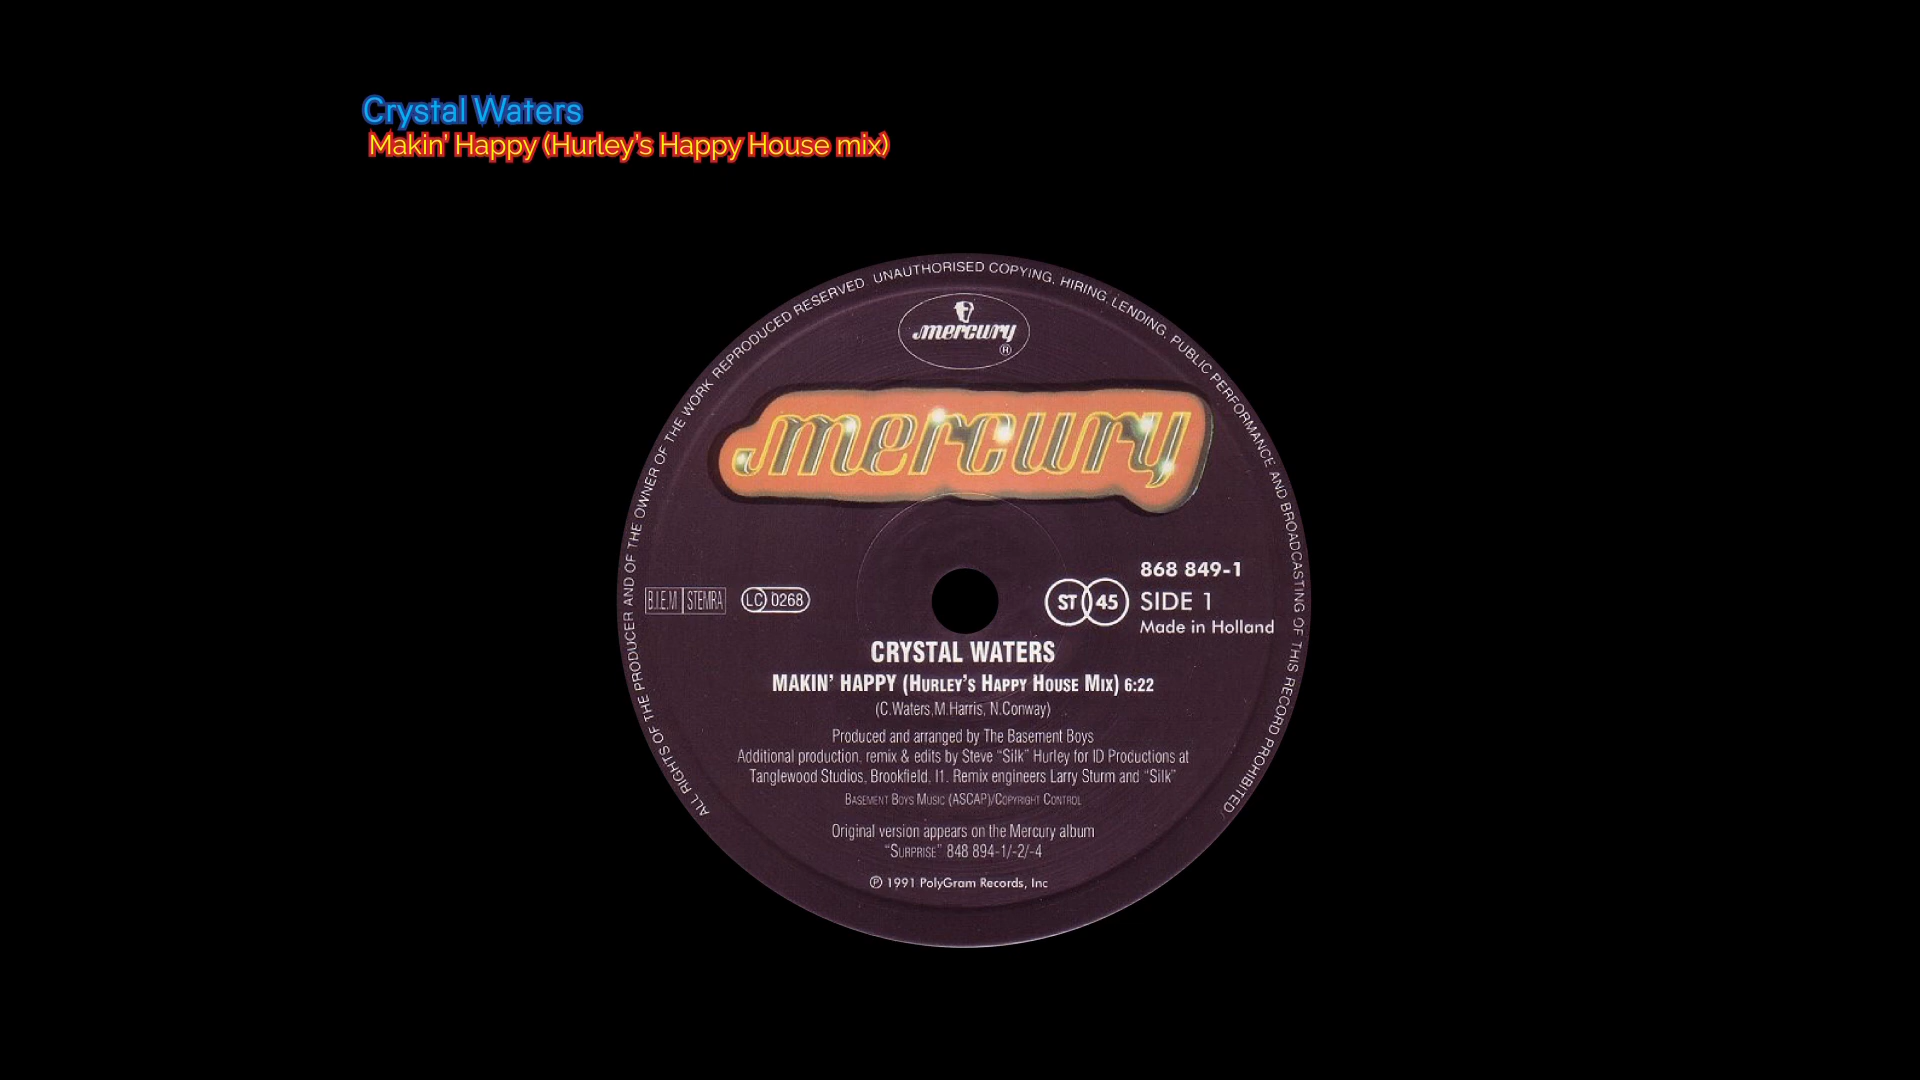 Crystal Waters
Makin' Happy (Hurley's Happy House mix)
ALL RIGHTS OF THE PRODUCER AND OF THE OWNER OF THE WORK REPRODUCED RESERVED. UNAUTHORISED COPYING, HIRING, LENDING, PUBLIC PERFORMANCE AND BROADCASTING OF THIS RECORD PROHIBITED.
mercury
®
mercury
868 849-1
B.I.E.M STEMRA LC 0268 ST 45 SIDE 1
Made in Holland
CRYSTAL WATERS
MAKIN' HAPPY (HURLEY'S HAPPY HOUSE MIX) 6:22
(C.Waters,M.Harris, N.Conway)
Produced and arranged by The Basement Boys
Additional production, remix & edits by Steve "Silk" Hurley for ID Productions at
Tanglewood Studios, Brookfield, I1. Remix engineers Larry Sturm and "Silk"
BASEMENT BOYS MUSIC (ASCAP)/COPYRIGHT CONTROL
Original version appears on the Mercury album
"SURPRISE" 848 894-1/-2/-4
℗ 1991 PolyGram Records, Inc